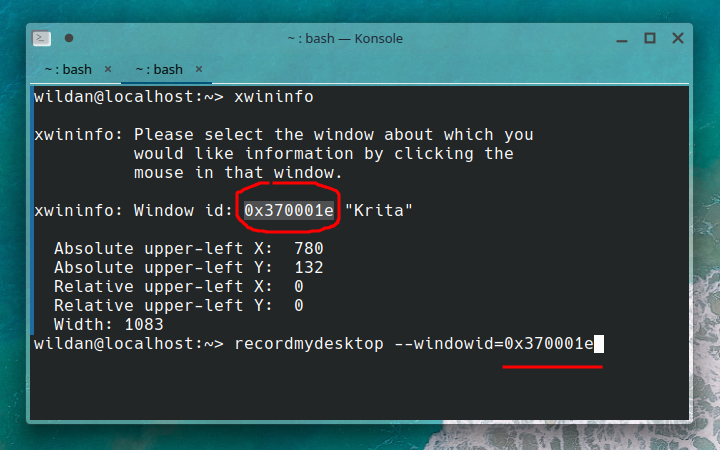 ~ : bash — Konsole
~ : bash × ~ : bash ×
wildan@localhost:~> xwininfo
xwininfo: Please select the window about which you
would like information by clicking the
mouse in that window.
xwininfo: Window id: 0x370001e "Krita"
Absolute upper-left X: 780
Absolute upper-left Y: 132
Relative upper-left X: 0
Relative upper-left Y: 0
Width: 1083
wildan@localhost:~> recordmydesktop --windowid=0x370001e